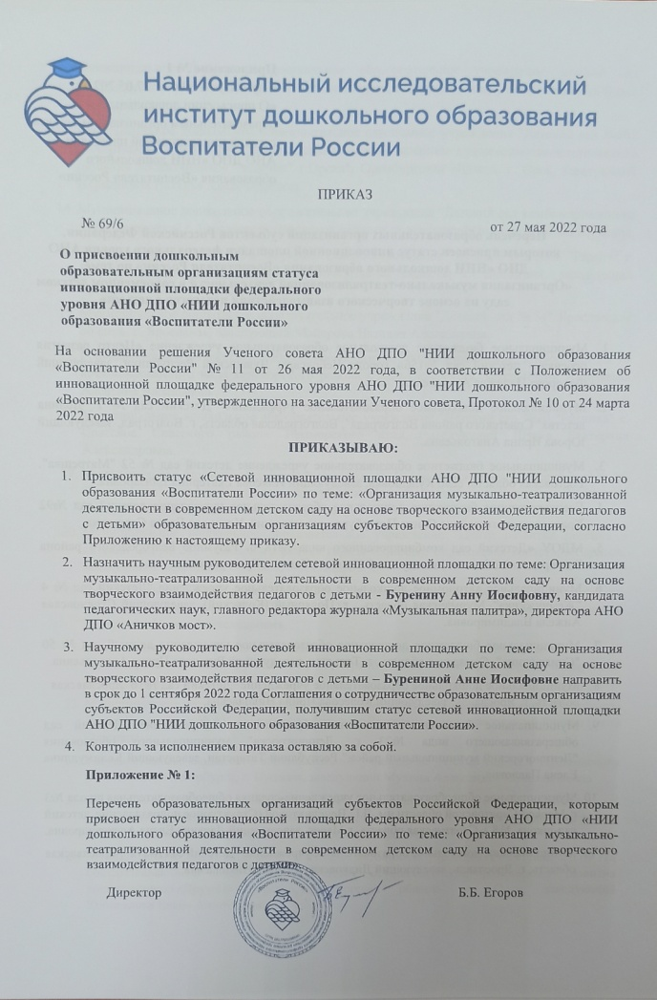 Национальный исследовательский
институт дошкольного образования
Воспитатели России
ПРИКАЗ
№ 69/6
от 27 мая 2022 года
О присвоении дошкольным
образовательным организациям статуса
инновационной площадки федерального
уровня АНО ДПО «НИИ дошкольного
образования «Воспитатели России»
На основании решения Ученого совета АНО ДПО "НИИ дошкольного образования
«Воспитатели России" № 11 от 26 мая 2022 года, в соответствии с Положением об
инновационной площадке федерального уровня АНО ДПО "НИИ дошкольного образования
«Воспитатели России", утвержденного на заседании Ученого совета, Протокол № 10 от 24 марта
2022 года
ПРИКАЗЫВАЮ:
1. Присвоить статус «Сетевой инновационной площадки АНО ДПО "НИИ дошкольного
образования «Воспитатели России» по теме: «Организация музыкально-театрализованной
деятельности в современном детском саду на основе творческого взаимодействия педагогов
с детьми» образовательным организациям субъектов Российской Федерации, согласно
Приложению к настоящему приказу.
2. Назначить научным руководителем сетевой инновационной площадки по теме: Организация
музыкально-театрализованной деятельности в современном детском саду на основе
творческого взаимодействия педагогов с детьми - Буренину Анну Иосифовну, кандидата
педагогических наук, главного редактора журнала «Музыкальная палитра», директора АНО
ДПО «Аничков мост».
3. Научному руководителю сетевой инновационной площадки по теме: Организация
музыкально-театрализованной деятельности в современном детском саду на основе
творческого взаимодействия педагогов с детьми – Бурениной Анне Иосифовне направить
в срок до 1 сентября 2022 года Соглашения о сотрудничестве образовательным организациям
субъектов Российской Федерации, получившим статус сетевой инновационной площадки
АНО ДПО "НИИ дошкольного образования «Воспитатели России».
4. Контроль за исполнением приказа оставляю за собой.
Приложение № 1:
Перечень образовательных организаций субъектов Российской Федерации, которым
присвоен статус инновационной площадки федерального уровня АНО ДПО «НИИ
дошкольного образования «Воспитатели России» по теме: «Организация музыкально-
театрализованной деятельности в современном детском саду на основе творческого
взаимодействия педагогов с детьми»
Директор
Б.Б. Егоров